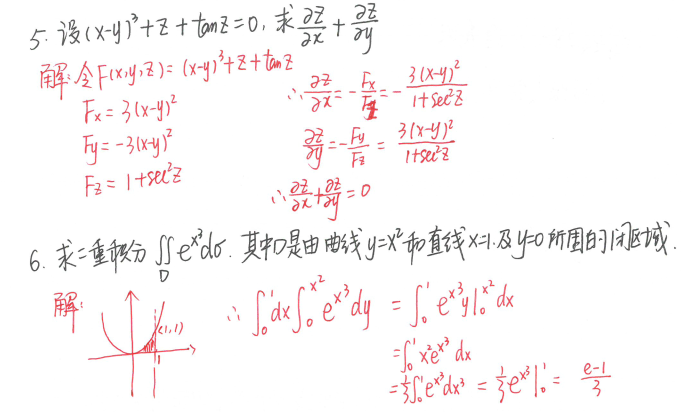 5. 设(x-y)³+z+tanz=0, 求∂z/∂x+∂z/∂y
解: 令F(x,y,z)=(x-y)³+z+tanz
Fx=3(x-y)²
Fy=-3(x-y)²
Fz=1+sec²z
∴∂z/∂x=-Fx/Fz=-3(x-y)²/(1+sec²z)
∂z/∂y=-Fy/Fz=3(x-y)²/(1+sec²z)
∴∂z/∂x+∂z/∂y=0
6. 求二重积分∬_D e^{x³}dσ. 其中D是由曲线y=x²和直线x=1.及y=0所围的闭区域.
解:
(1,1)
1
∴∫₀¹dx∫₀^{x²}e^{x³}dy=∫₀¹e^{x³}y|₀^{x²}dx
=∫₀¹x²e^{x³}dx
=⅓∫₀¹e^{x³}dx³=⅓e^{x³}|₀¹=(e-1)/3